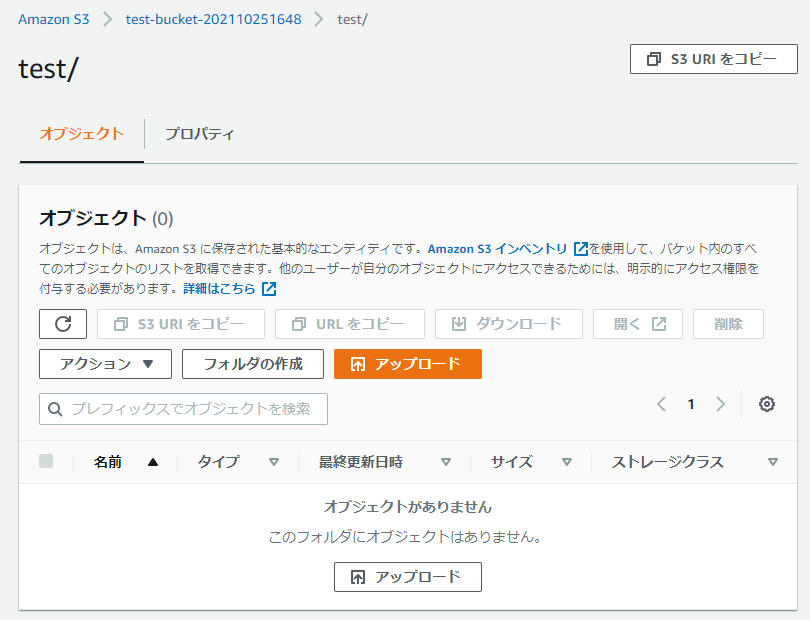 Amazon S3 > test-bucket-202110251648 > test/
test/
S3 URI をコピー
オブジェクト
プロパティ
オブジェクト (0)
オブジェクトは、Amazon S3 に保存された基本的なエンティティです。Amazon S3 インベントリ を使用して、バケット内のすべ
てのオブジェクトのリストを取得できます。他のユーザーが自分のオブジェクトにアクセスできるためには、明示的にアクセス権限を
付与する必要があります。詳細はこちら
S3 URI をコピー
URL をコピー
ダウンロード
開く
削除
アクション
フォルダの作成
アップロード
プレフィックスでオブジェクトを検索
1
名前
タイプ
最終更新日時
サイズ
ストレージクラス
オブジェクトがありません
このフォルダにオブジェクトはありません。
アップロード